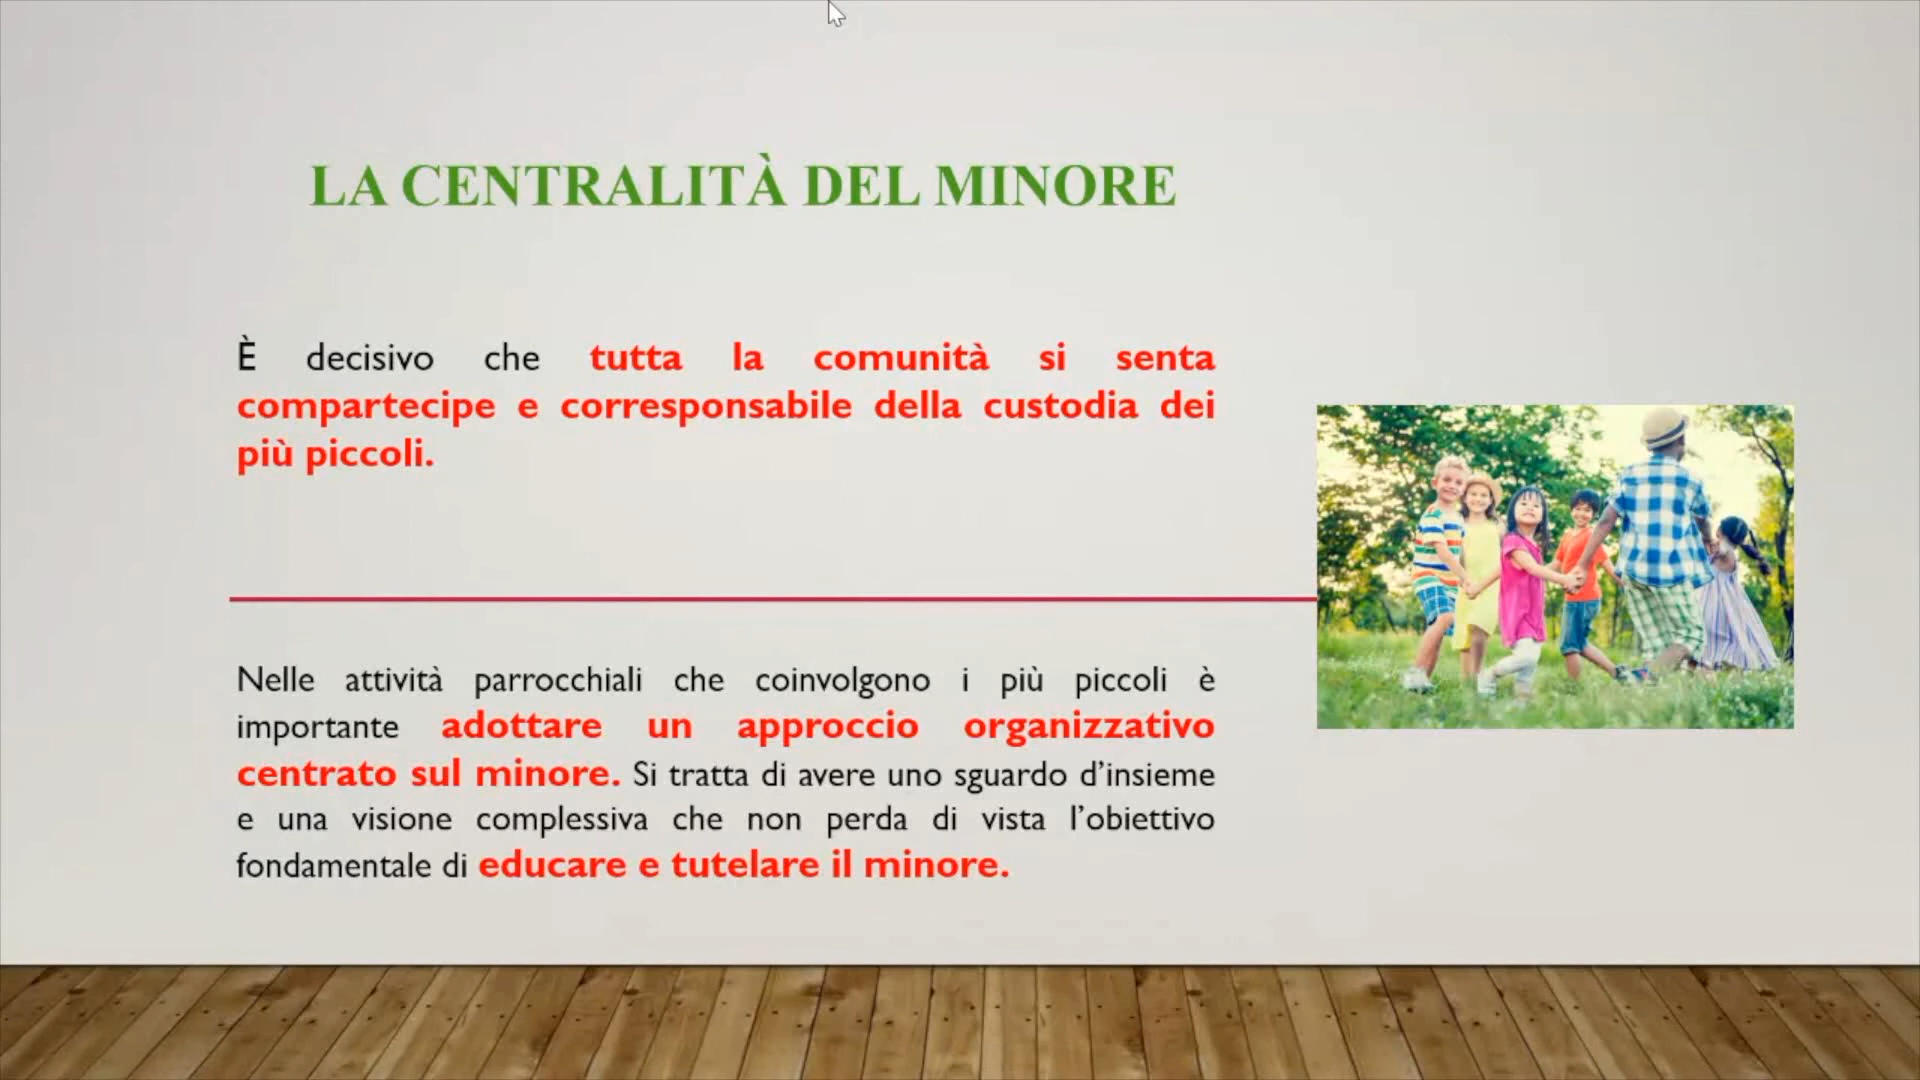 LA CENTRALITÀ DEL MINORE
È decisivo che tutta la comunità si senta
compartecipe e corresponsabile della custodia dei
più piccoli.
Nelle attività parrocchiali che coinvolgono i più piccoli è
importante adottare un approccio organizzativo
centrato sul minore. Si tratta di avere uno sguardo d’insieme
e una visione complessiva che non perda di vista l’obiettivo
fondamentale di educare e tutelare il minore.